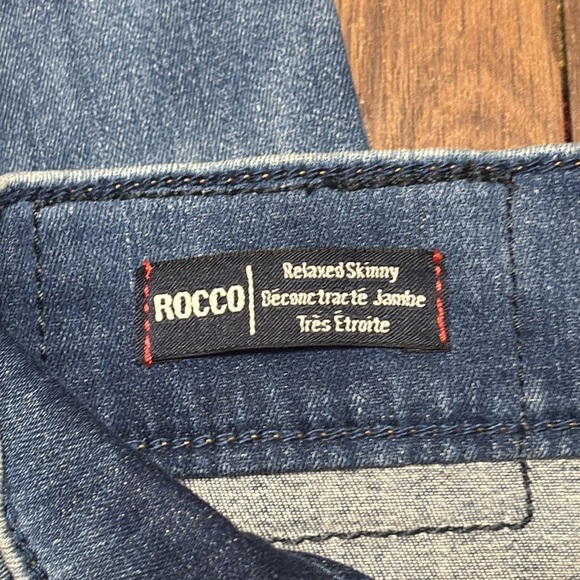 ROCCO
Relaxed Skinny
Déconctracté Jambe
Très Étroite